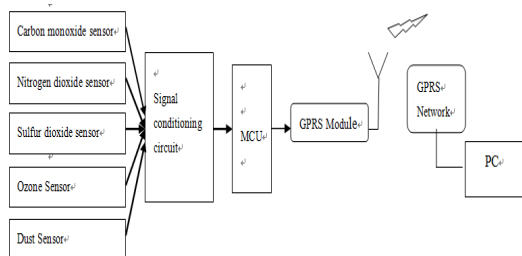 Carbon monoxide sensor
Nitrogen dioxide sensor
Sulfur dioxide sensor
Ozone Sensor
Dust Sensor
Signal
conditioning
circuit
MCU
GPRS Module
GPRS
Network
PC